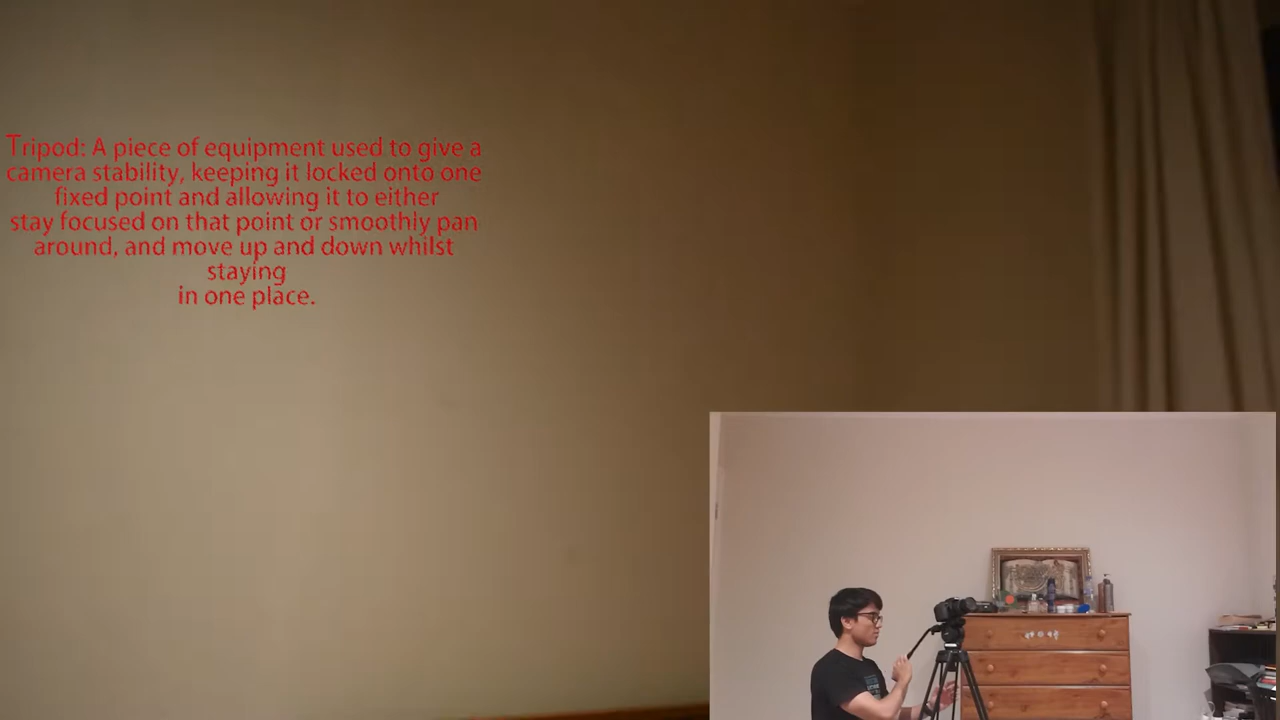 Tripod: A piece of equipment used to give a
camera stability, keeping it locked onto one
fixed point and allowing it to either
stay focused on that point or smoothly pan
around, and move up and down whilst
staying
in one place.